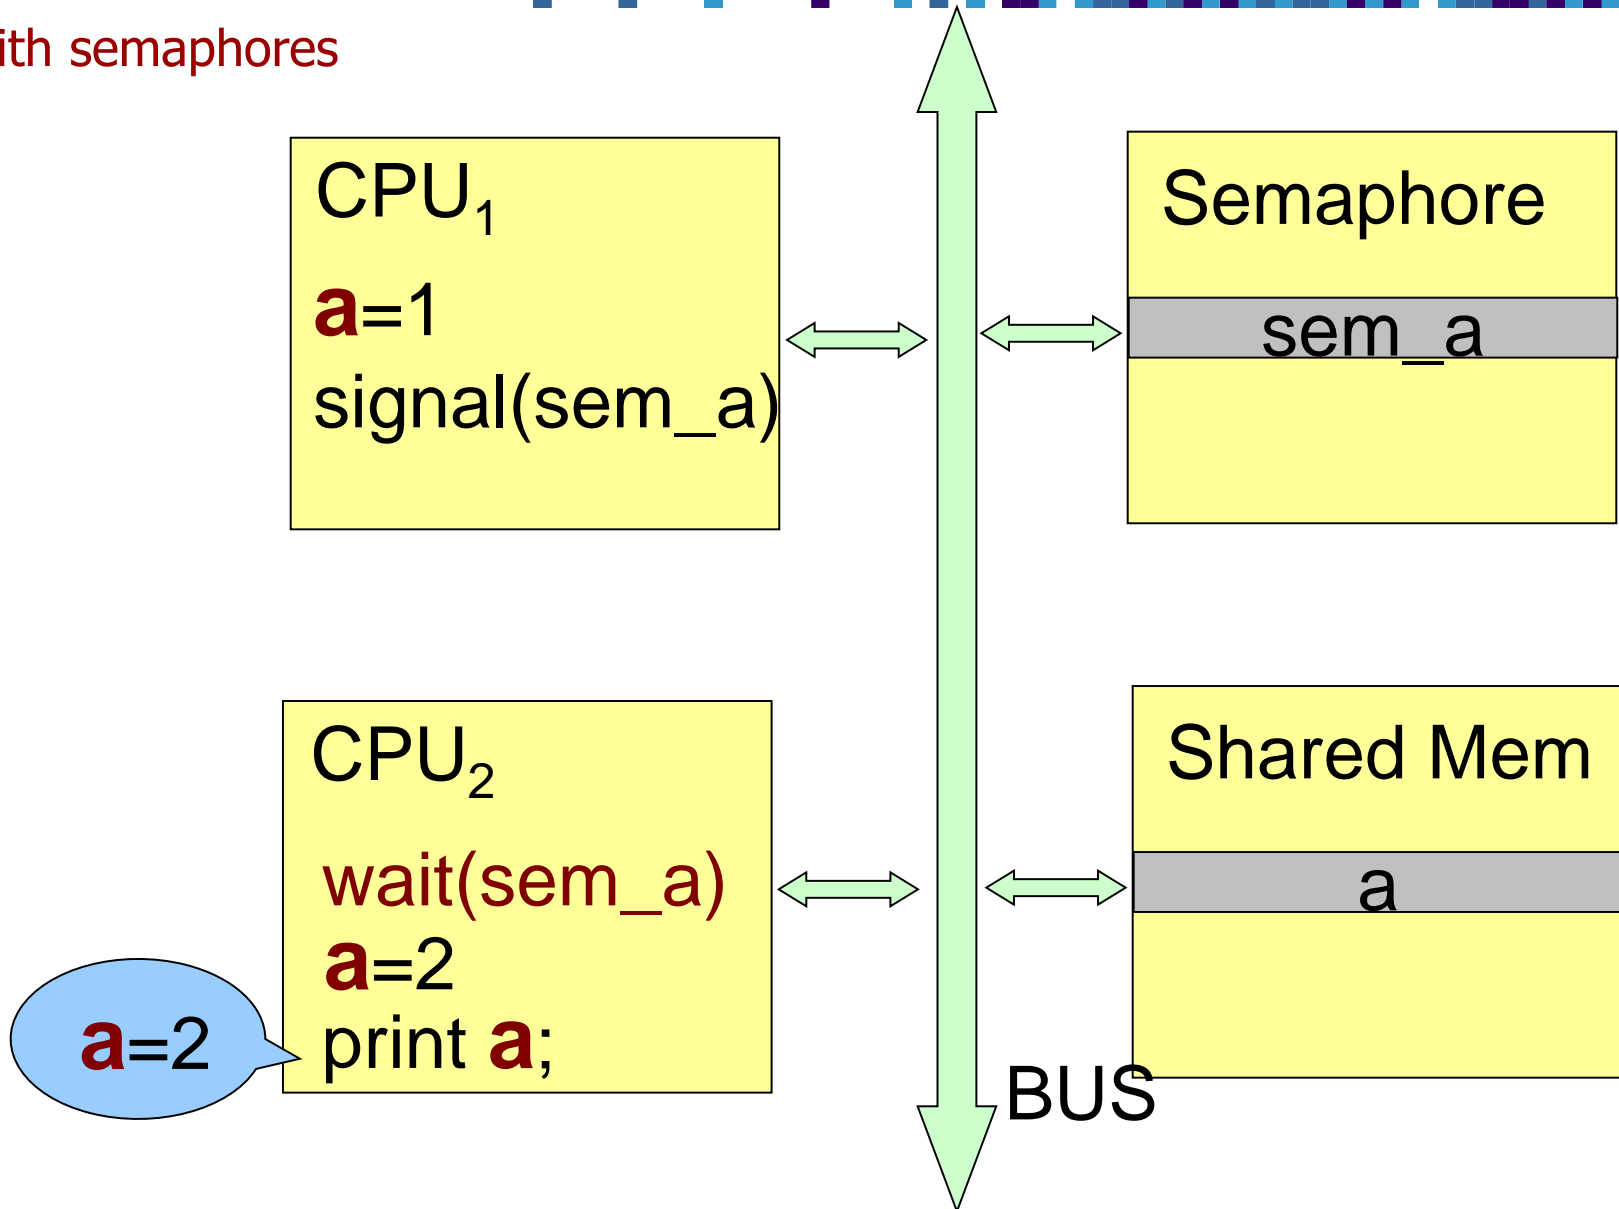 ith semaphores
CPU₁
a=1
signal(sem_a)
Semaphore
sem_a
CPU₂
wait(sem_a)
a=2
print a;
a=2
Shared Mem
a
BUS